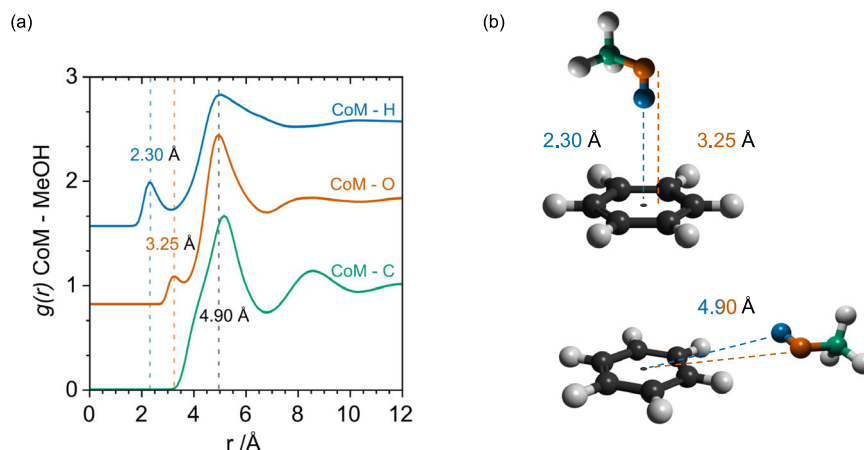 (a)
(b)
3
2
1
0
g(r) CoM - MeOH
CoM - H
CoM - O
CoM - C
2.30 Å
3.25 Å
4.90 Å
0
2
4
6
8
10
12
r /Å
2.30 Å
3.25 Å
4.90 Å